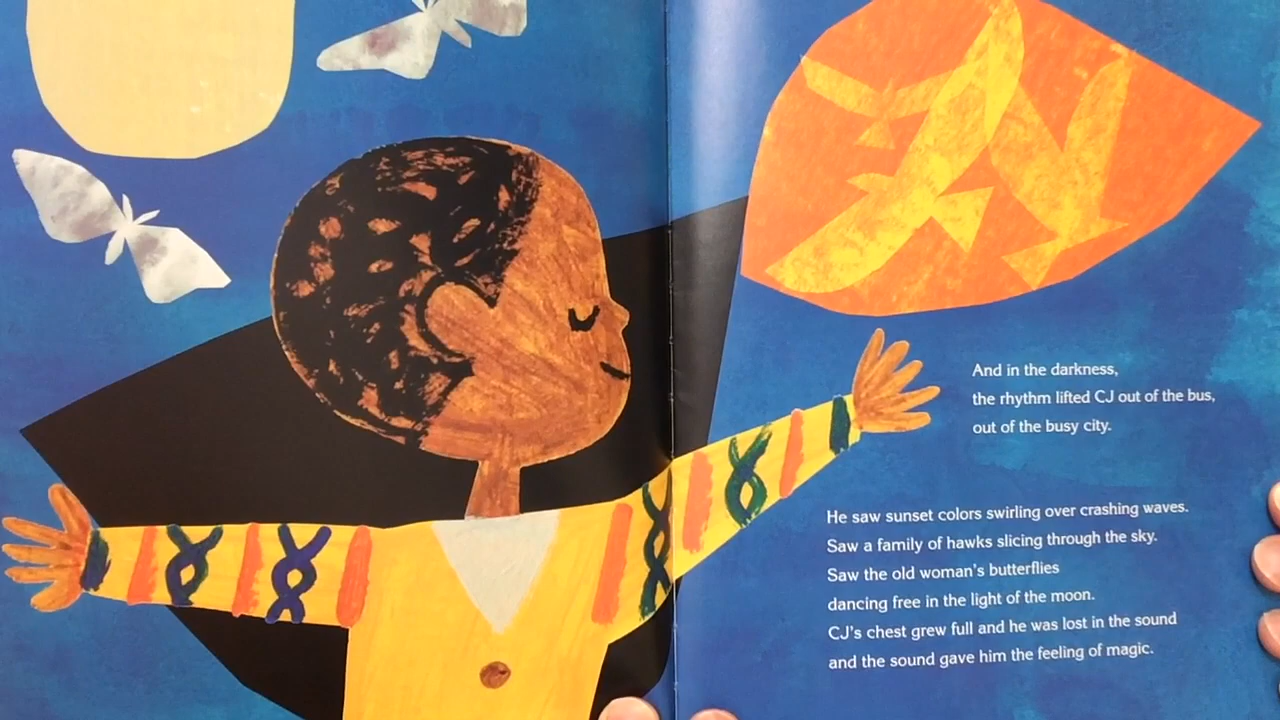 And in the darkness,
the rhythm lifted CJ out of the bus,
out of the busy city.
He saw sunset colors swirling over crashing waves.
Saw a family of hawks slicing through the sky.
Saw the old woman's butterflies
dancing free in the light of the moon.
CJ's chest grew full and he was lost in the sound
and the sound gave him the feeling of magic.